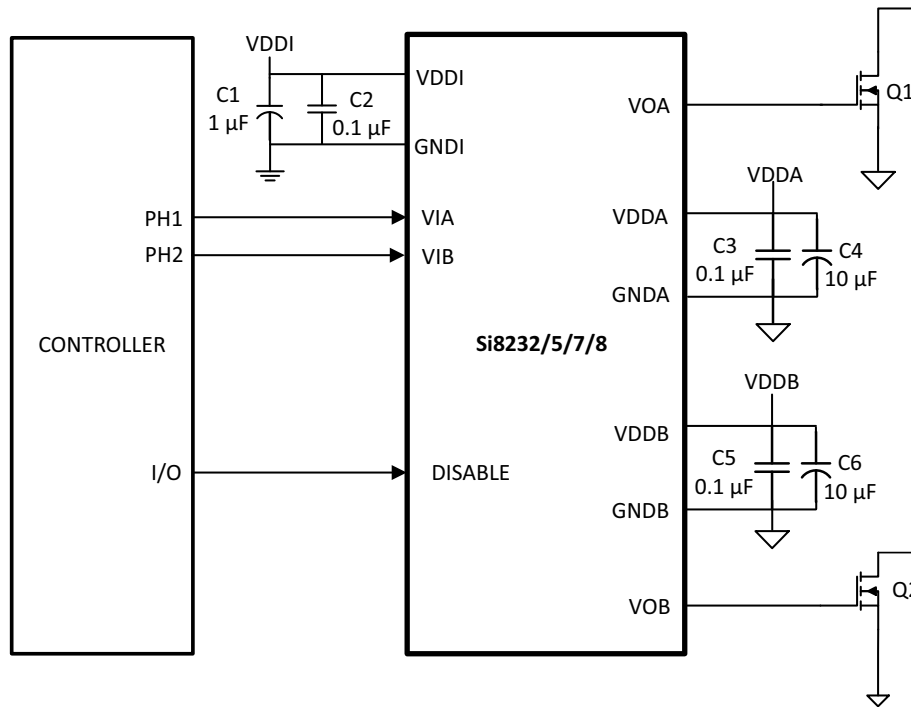 VDDI
C1
1 µF
C2
0.1 µF
VDDI
GNDI
PH1
PH2
VIA
VIB
CONTROLLER
I/O
DISABLE
Si8232/5/7/8
VOA
Q1
VDDA
VDDA
C3
0.1 µF
C4
10 µF
GNDA
VDDB
VDDB
C5
0.1 µF
C6
10 µF
GNDB
VOB
Q2